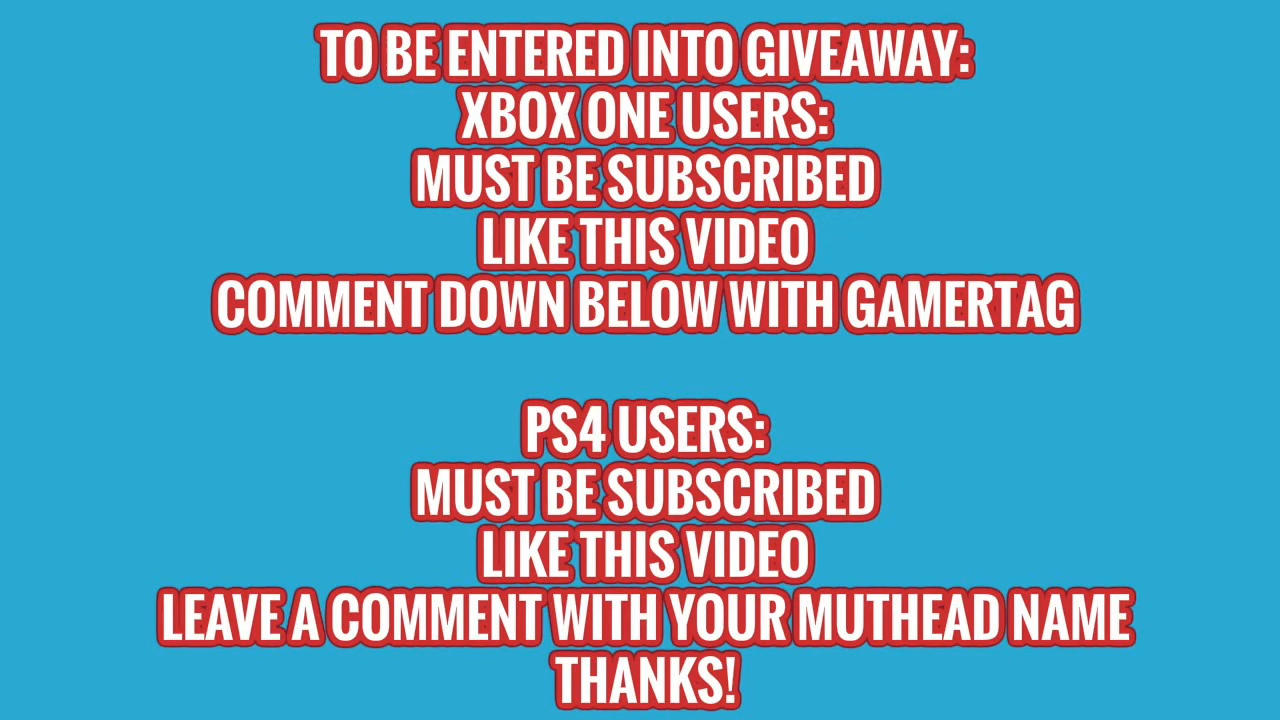 TO BE ENTERED INTO GIVEAWAY:
XBOX ONE USERS:
MUST BE SUBSCRIBED
LIKE THIS VIDEO
COMMENT DOWN BELOW WITH GAMERTAG
PS4 USERS:
MUST BE SUBSCRIBED
LIKE THIS VIDEO
LEAVE A COMMENT WITH YOUR MUTHEAD NAME
THANKS!